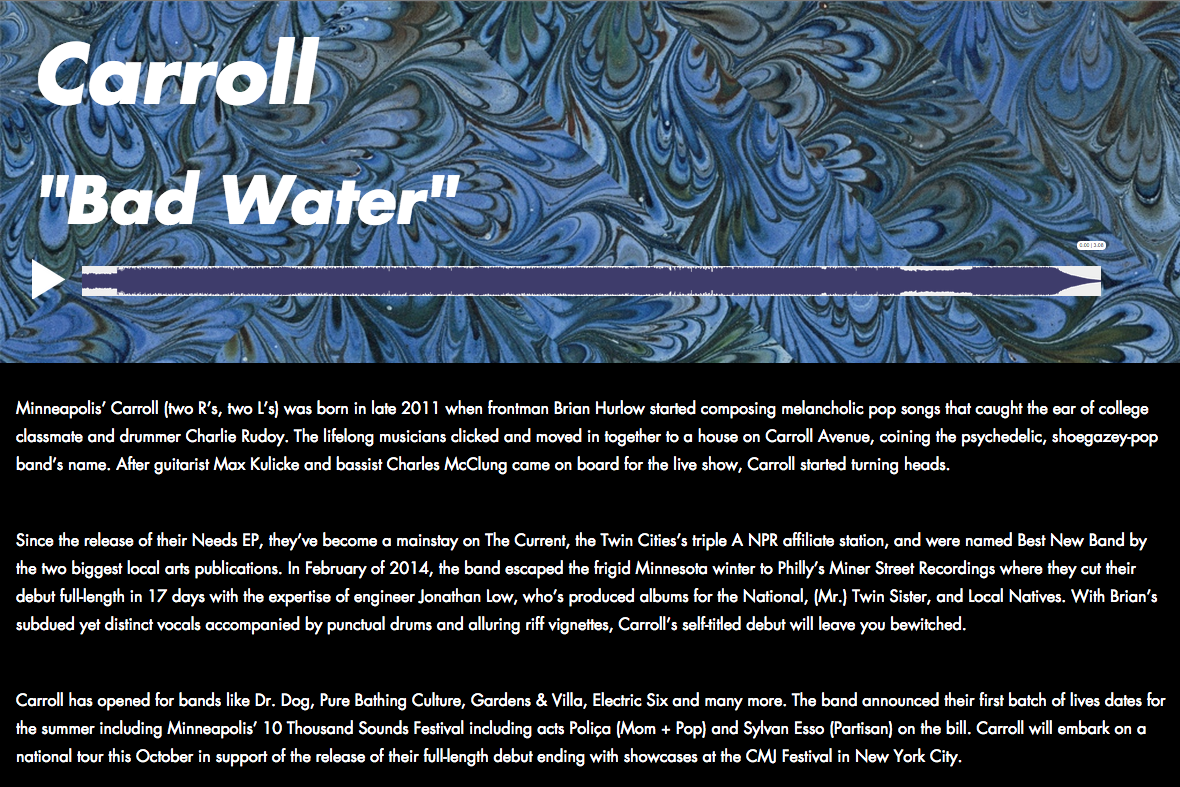 Carroll
"Bad Water"
0.00 | 3.08
Minneapolis’ Carroll (two R’s, two L’s) was born in late 2011 when frontman Brian Hurlow started composing melancholic pop songs that caught the ear of college
classmate and drummer Charlie Rudoy. The lifelong musicians clicked and moved in together to a house on Carroll Avenue, coining the psychedelic, shoegazey-pop
band’s name. After guitarist Max Kulicke and bassist Charles McClung came on board for the live show, Carroll started turning heads.
Since the release of their Needs EP, they’ve become a mainstay on The Current, the Twin Cities’s triple A NPR affiliate station, and were named Best New Band by
the two biggest local arts publications. In February of 2014, the band escaped the frigid Minnesota winter to Philly’s Miner Street Recordings where they cut their
debut full-length in 17 days with the expertise of engineer Jonathan Low, who’s produced albums for the National, (Mr.) Twin Sister, and Local Natives. With Brian’s
subdued yet distinct vocals accompanied by punctual drums and alluring riff vignettes, Carroll’s self-titled debut will leave you bewitched.
Carroll has opened for bands like Dr. Dog, Pure Bathing Culture, Gardens & Villa, Electric Six and many more. The band announced their first batch of lives dates for
the summer including Minneapolis’ 10 Thousand Sounds Festival including acts Poliça (Mom + Pop) and Sylvan Esso (Partisan) on the bill. Carroll will embark on a
national tour this October in support of the release of their full-length debut ending with showcases at the CMJ Festival in New York City.